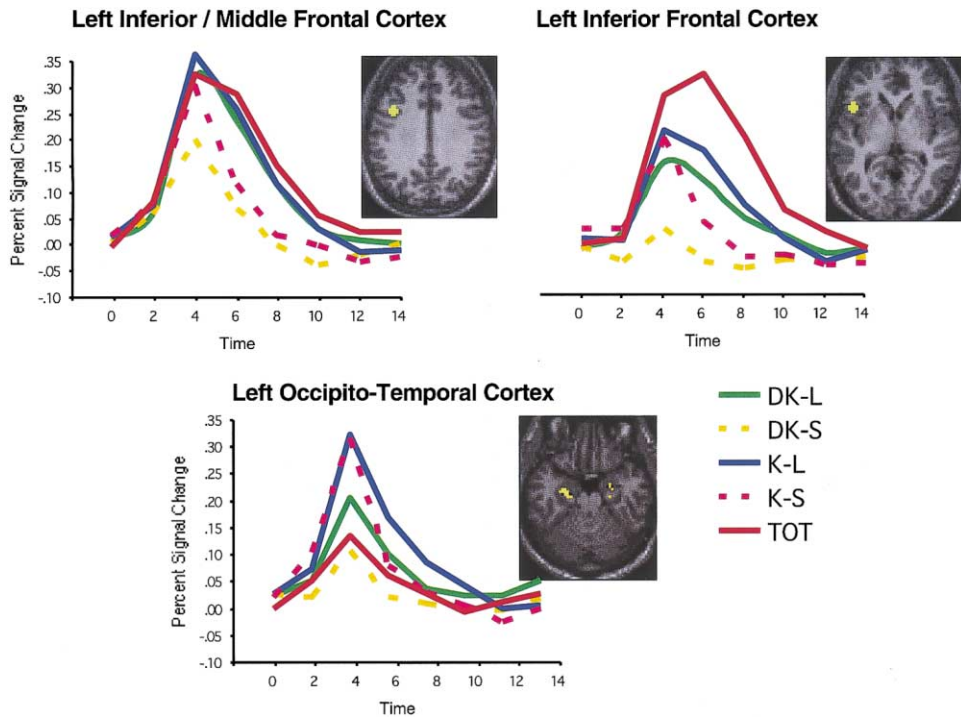 Left Inferior / Middle Frontal Cortex
Percent Signal Change
.35
.30
.25
.20
.15
.10
.05
.00
-.05
-.10
0 2 4 6 8 10 12 14
Time
Left Inferior Frontal Cortex
0 2 4 6 8 10 12 14
Time
Left Occipito-Temporal Cortex
Percent Signal Change
.35
.30
.25
.20
.15
.10
.05
.00
-.05
-.10
0 2 4 6 8 10 12 13 14
Time
DK-L
DK-S
K-L
K-S
TOT